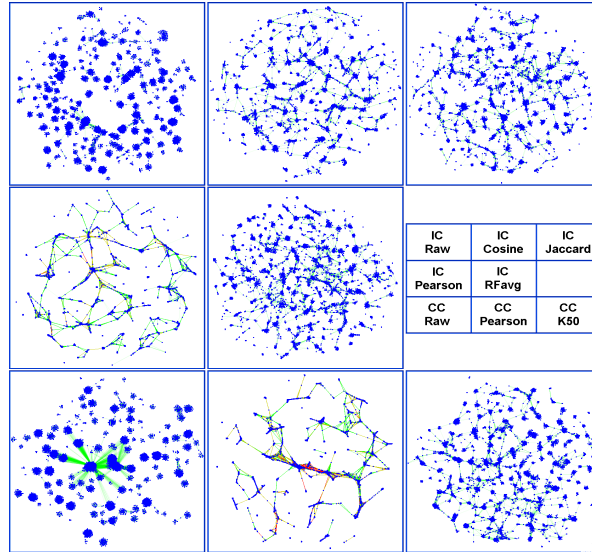 IC IC IC
Raw Cosine Jaccard
IC IC
Pearson RFavg
CC CC CC
Raw Pearson K50